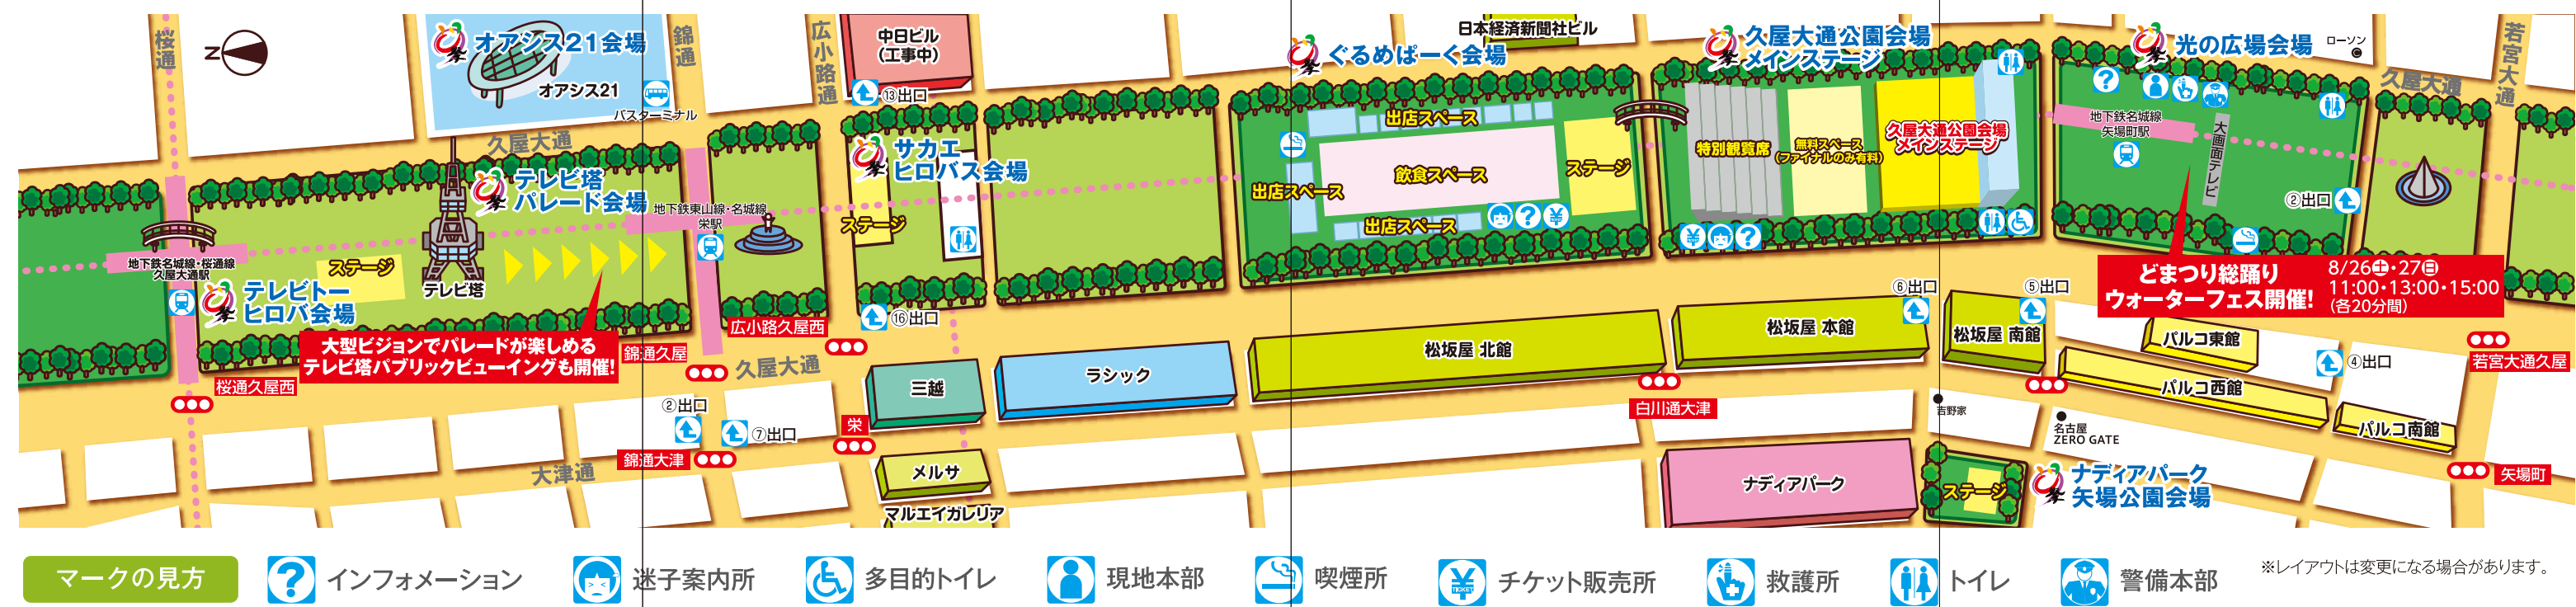 桜通
N
オアシス21会場
オアシス21
バスターミナル
錦通
広小路通
中日ビル
(工事中)
⑬出口
日本経済新聞社ビル
ぐるめぱーく会場
久屋大通公園会場
メインステージ
光の広場会場
ローソン
久屋大通
若宮大通
久屋大通
テレビ塔
パレード会場
サカエ
ヒロバス会場
ステージ
出店スペース
出店スペース
飲食スペース
出店スペース
ステージ
特別観覧席
無料スペース
(ファイナルのみ有料)
久屋大通公園会場
メインステージ
地下鉄名城線
矢場町駅
大画面テレビ
②出口
地下鉄東山線・名城線
栄駅
地下鉄名城線・桜通線
久屋大通駅
ステージ
テレビ塔
テレビトー
ヒロバ会場
大型ビジョンでパレードが楽しめる
テレビ塔パブリックビューイングも開催!
どまつり総踊り
ウォーターフェス開催!
8/26土・27日
11:00・13:00・15:00
(各20分間)
桜通久屋西
錦通久屋
広小路久屋西
⑯出口
久屋大通
三越
ラシック
松坂屋 北館
松坂屋 本館
⑥出口
松坂屋 南館
⑤出口
パルコ東館
パルコ西館
④出口
若宮大通久屋
パルコ南館
矢場町
②出口
⑦出口
栄
錦通大津
大津通
メルサ
マルエイガレリア
白川通大津
吉野家
名古屋
ZERO GATE
ナディアパーク
ステージ
ナディアパーク
矢場公園会場
マークの見方
? インフォメーション
迷子案内所
多目的トイレ
現地本部
喫煙所
¥ TICKET チケット販売所
救護所
トイレ
警備本部
※レイアウトは変更になる場合があります。